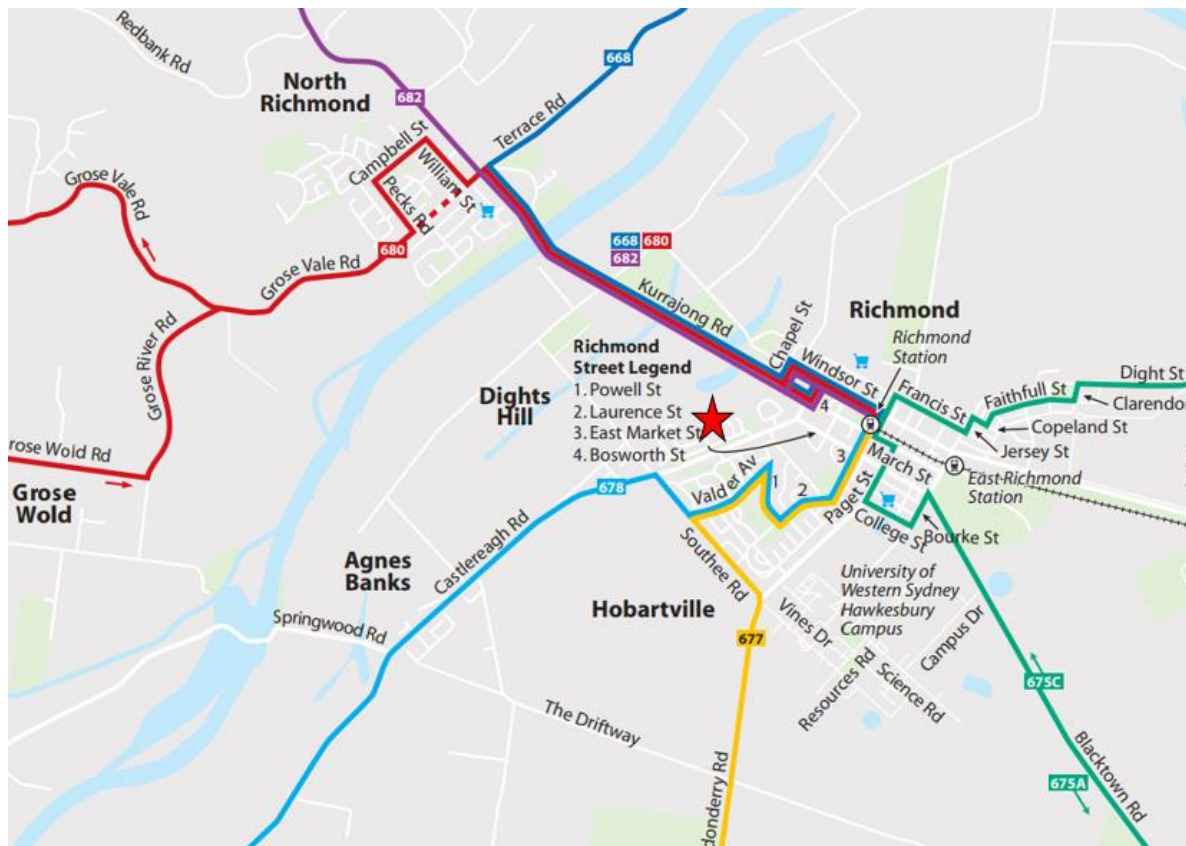 Redbank Rd
North
Richmond
682
668
Terrace Rd
Campbell St
William St
Pecks Rd
Grose Vale Rd
680
Grose Vale Rd
Grose River Rd
rose Wold Rd
Grose
Wold
668 680
682
Kurrajong Rd
Chapel St
Windsor St
Richmond
Richmond
Station
Richmond
Street Legend
1. Powell St
2. Laurence St
3. East Market St
4. Bosworth St
Dights
Hill
4
Francis St
Faithfull St
Dight St
Clarendon
Copeland St
Jersey St
March St
East-Richmond
Station
3
Paget St
College St
Bourke St
678
Valder Av
1
2
Castlereagh Rd
Southee Rd
Agnes
Banks
Springwood Rd
Hobartville
University of
Western Sydney
Hawkesbury
Campus
Vines Dr
Campus Dr
Resources Rd
Science Rd
677
The Driftway
donderry Rd
675C
675A
Blacktown Rd